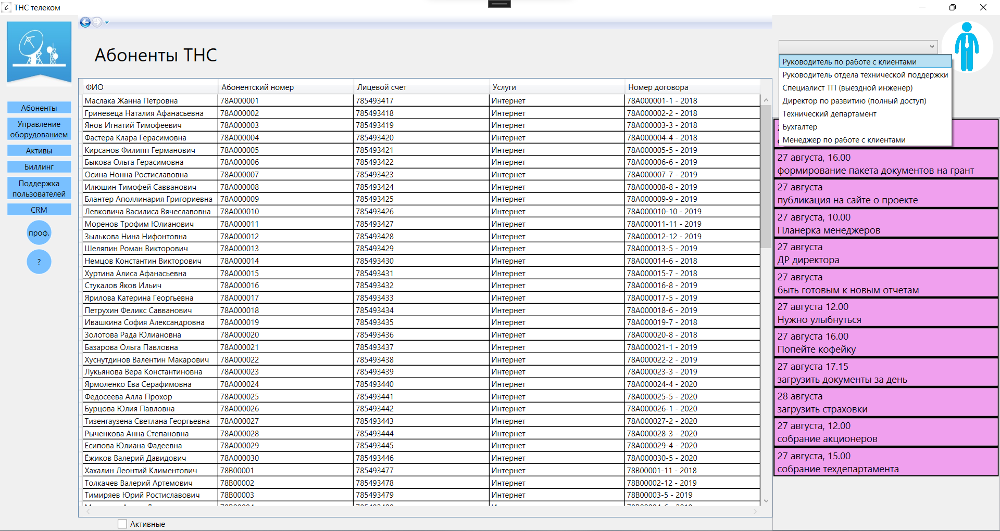 ТНС телеком
Абоненты ТНС
Абоненты
Управление
оборудованием
Активы
Биллинг
Поддержка
пользователей
CRM
проф.
?
ФИО	Абонентский номер	Лицевой счет	Услуги	Номер договора
Маслака Жанна Петровна	78А000001	785493417	Интернет	78А000001-1 - 2018
Гриневеца Наталия Афанасьевна	78А000002	785493418	Интернет	78А000002-2 - 2018
Янов Игнатий Тимофеевич	78А000003	785493419	Интернет	78А000003-3 - 2018
Фастера Клара Герасимовна	78А000004	785493420	Интернет	78А000004-4 - 2018
Кирсанов Филипп Германович	78А000005	785493421	Интернет	78А000005-5 - 2019
Быкова Ольга Герасимовна	78А000006	785493422	Интернет	78А000006-6 - 2019
Осина Нонна Ростиславовна	78А000007	785493423	Интернет	78А000007-7 - 2019
Илюшин Тимофей Савванович	78А000008	785493424	Интернет	78А000008-8 - 2019
Блантер Аполлинария Григориевна	78А000009	785493425	Интернет	78А000009-9 - 2019
Левковича Василиса Вячеславовна	78А000010	785493426	Интернет	78А000010-10 - 2019
Моренов Трофим Юлианович	78А000011	785493427	Интернет	78А000011-11 - 2019
Зылькова Нина Нифонтовна	78А000012	785493428	Интернет	78А000012-12 - 2019
Шеляпин Роман Викторович	78А000013	785493429	Интернет	78А000013-5 - 2019
Немцов Константин Викторович	78А000014	785493430	Интернет	78А000014-6 - 2018
Хуртина Алиса Афанасьевна	78А000015	785493431	Интернет	78А000015-7 - 2018
Стукалов Яков Ильич	78А000016	785493432	Интернет	78А000016-8 - 2019
Ярилова Катерина Георгьевна	78А000017	785493433	Интернет	78А000017-5 - 2019
Петрухин Феликс Савванович	78А000018	785493434	Интернет	78А000018-6 - 2019
Ивашкина София Александровна	78А000019	785493435	Интернет	78А000019-7 - 2018
Золотова Рада Юлиановна	78А000020	785493436	Интернет	78А000020-8 - 2018
Базарова Ольга Павловна	78А000021	785493437	Интернет	78А000021-1 - 2019
Хуснутдинов Валентин Макарович	78А000022	785493438	Интернет	78А000022-2 - 2019
Лукьянова Вера Константиновна	78А000023	785493439	Интернет	78А000023-3 - 2019
Ярмоленко Ева Серафимовна	78А000024	785493440	Интернет	78А000024-4 - 2020
Федосеева Алла Прохор	78А000025	785493441	Интернет	78А000025-5 - 2020
Бурцова Юлия Павловна	78А000026	785493442	Интернет	78А000026-1 - 2020
Тизенгаузена Светлана Георгьевна	78А000027	785493443	Интернет	78А000027-2 - 2020
Рыченкова Анна Степановна	78А000028	785493444	Интернет	78А000028-3 - 2020
Есипова Юлиана Фадеевна	78А000029	785493445	Интернет	78А000029-4 - 2020
Ёжиков Валерий Давидович	78А000030	785493446	Интернет	78А000030-5 - 2020
Хахалин Леонтий Климентович	78В00001	785493477	Интернет	78В00001-11 - 2018
Толкачев Валерий Артемович	78В00002	785493478	Интернет	78В00002-12 - 2019
Тимиряев Юрий Ростиславович	78В00003	785493479	Интернет	78В00003-5 - 2019
Активные
Руководитель по работе с клиентами
Руководитель отдела технической поддержки
Специалист ТП (выездной инженер)
Директор по развитию (полный доступ)
Технический департамент
Бухгалтер
Менеджер по работе с клиентами
27 августа, 16.00
формирование пакета документов на грант
27 августа
публикация на сайте о проекте
27 августа, 10.00
Планерка менеджеров
27 августа
ДР директора
27 августа
быть готовым к новым отчетам
27 августа 12.00
Нужно улыбнуться
27 августа 16.00
Попейте кофейку
27 августа 17.15
загрузить документы за день
28 августа
загрузить страховки
27 августа, 12.00
собрание акционеров
27 августа, 15.00
собрание техдепартамента